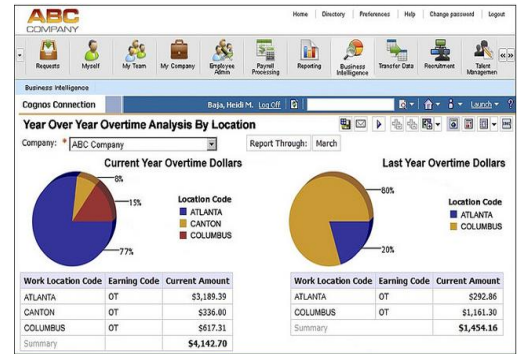 ABC
COMPANY
Home Directory Preferences Help Change password Logout
Requests Myself My Team My Company Employee Admin Payroll Processing Reporting Business Intelligence Transfer Data Recruitment Talent Managemen
Business Intelligence
Cognos Connection Baja, Heidi M. Log Off Launch ?
Year Over Year Overtime Analysis By Location
Company: * ABC Company Report Through: March
Current Year Overtime Dollars
8%
15%
77%
Location Code
ATLANTA
CANTON
COLUMBUS
Work Location Code Earning Code Current Amount
ATLANTA OT $3,189.39
CANTON OT $336.00
COLUMBUS OT $617.31
Summary $4,142.70
Last Year Overtime Dollars
80%
20%
Location Code
ATLANTA
COLUMBUS
Work Location Code Earning Code Current Amount
ATLANTA OT $292.86
COLUMBUS OT $1,161.30
Summary $1,454.16